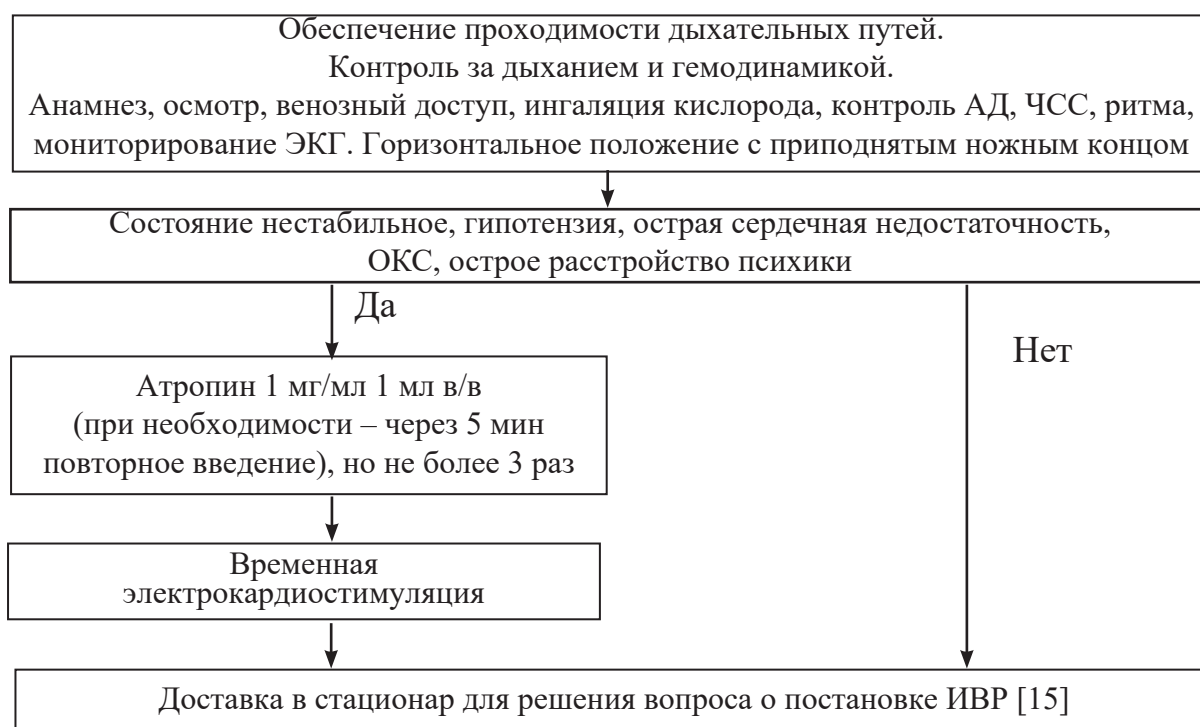 Обеспечение проходимости дыхательных путей.
Контроль за дыханием и гемодинамикой.
Анамнез, осмотр, венозный доступ, ингаляция кислорода, контроль АД, ЧСС, ритма,
мониторирование ЭКГ. Горизонтальное положение с приподнятым ножным концом
Состояние нестабильное, гипотензия, острая сердечная недостаточность,
ОКС, острое расстройство психики
Да
Нет
Атропин 1 мг/мл 1 мл в/в
(при необходимости – через 5 мин
повторное введение), но не более 3 раз
Временная
электрокардиостимуляция
Доставка в стационар для решения вопроса о постановке ИВР [15]